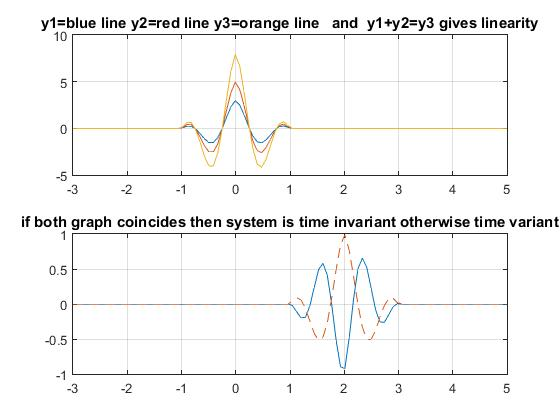 y1=blue line y2=red line y3=orange line and y1+y2=y3 gives linearity
10
5
0
-5
-3 -2 -1 0 1 2 3 4 5
if both graph coincides then system is time invariant otherwise time variant
1
0.5
0
-0.5
-1
-3 -2 -1 0 1 2 3 4 5